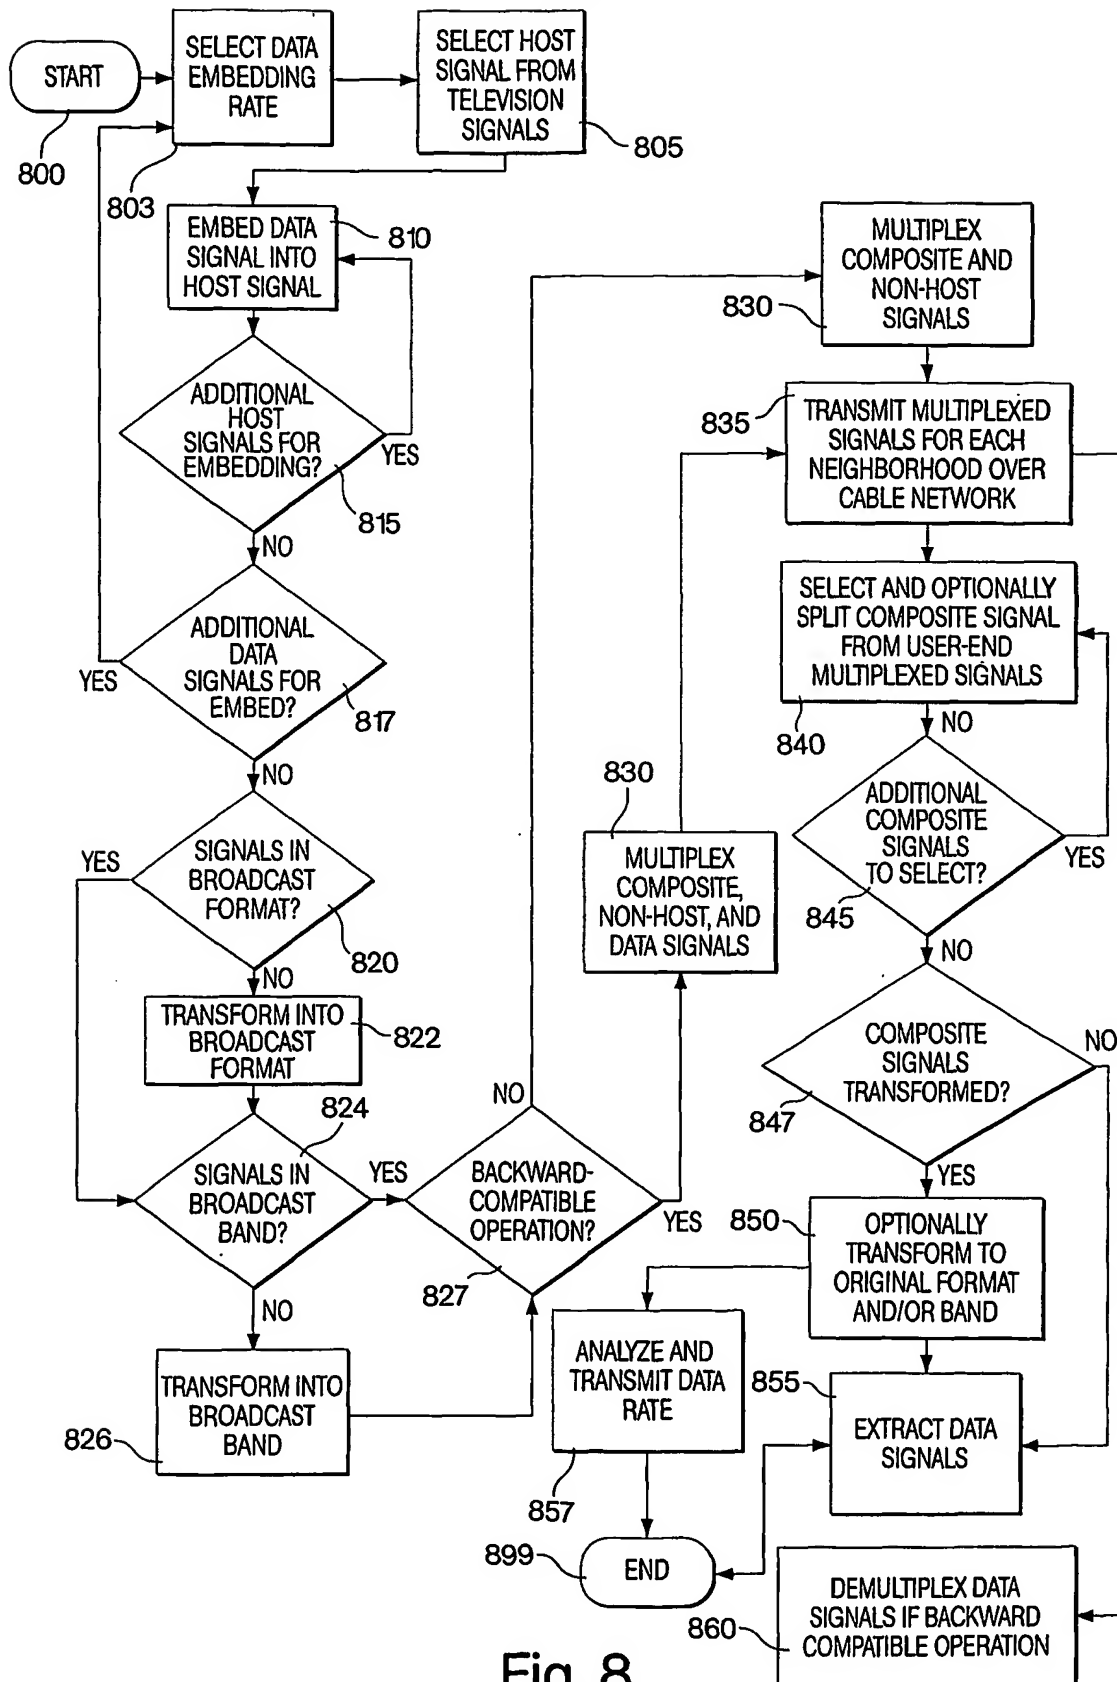 START
800
SELECT DATA
EMBEDDING
RATE
803
SELECT HOST
SIGNAL FROM
TELEVISION
SIGNALS
805
EMBED DATA
SIGNAL INTO
HOST SIGNAL
810
ADDITIONAL
HOST
SIGNALS FOR
EMBEDDING?
YES
815
NO
ADDITIONAL
DATA
SIGNALS FOR
EMBED?
YES
817
NO
SIGNALS IN
BROADCAST
FORMAT?
YES
820
NO
TRANSFORM INTO
BROADCAST
FORMAT
822
824
SIGNALS IN
BROADCAST
BAND?
YES
NO
TRANSFORM INTO
BROADCAST
BAND
826
NO
BACKWARD-
COMPATIBLE
OPERATION?
YES
827
830
MULTIPLEX
COMPOSITE,
NON-HOST, AND
DATA SIGNALS
MULTIPLEX
COMPOSITE AND
NON-HOST
SIGNALS
830
835
TRANSMIT MULTIPLEXED
SIGNALS FOR EACH
NEIGHBORHOOD OVER
CABLE NETWORK
SELECT AND OPTIONALLY
SPLIT COMPOSITE SIGNAL
FROM USER-END
MULTIPLEXED SIGNALS
840
NO
ADDITIONAL
COMPOSITE
SIGNALS
TO SELECT?
YES
845
NO
COMPOSITE
SIGNALS
TRANSFORMED?
NO
847
YES
850
OPTIONALLY
TRANSFORM TO
ORIGINAL FORMAT
AND/OR BAND
ANALYZE AND
TRANSMIT DATA
RATE
857
855
EXTRACT DATA
SIGNALS
899
END
DEMULTIPLEX DATA
SIGNALS IF BACKWARD
COMPATIBLE OPERATION
860
Fig. 8